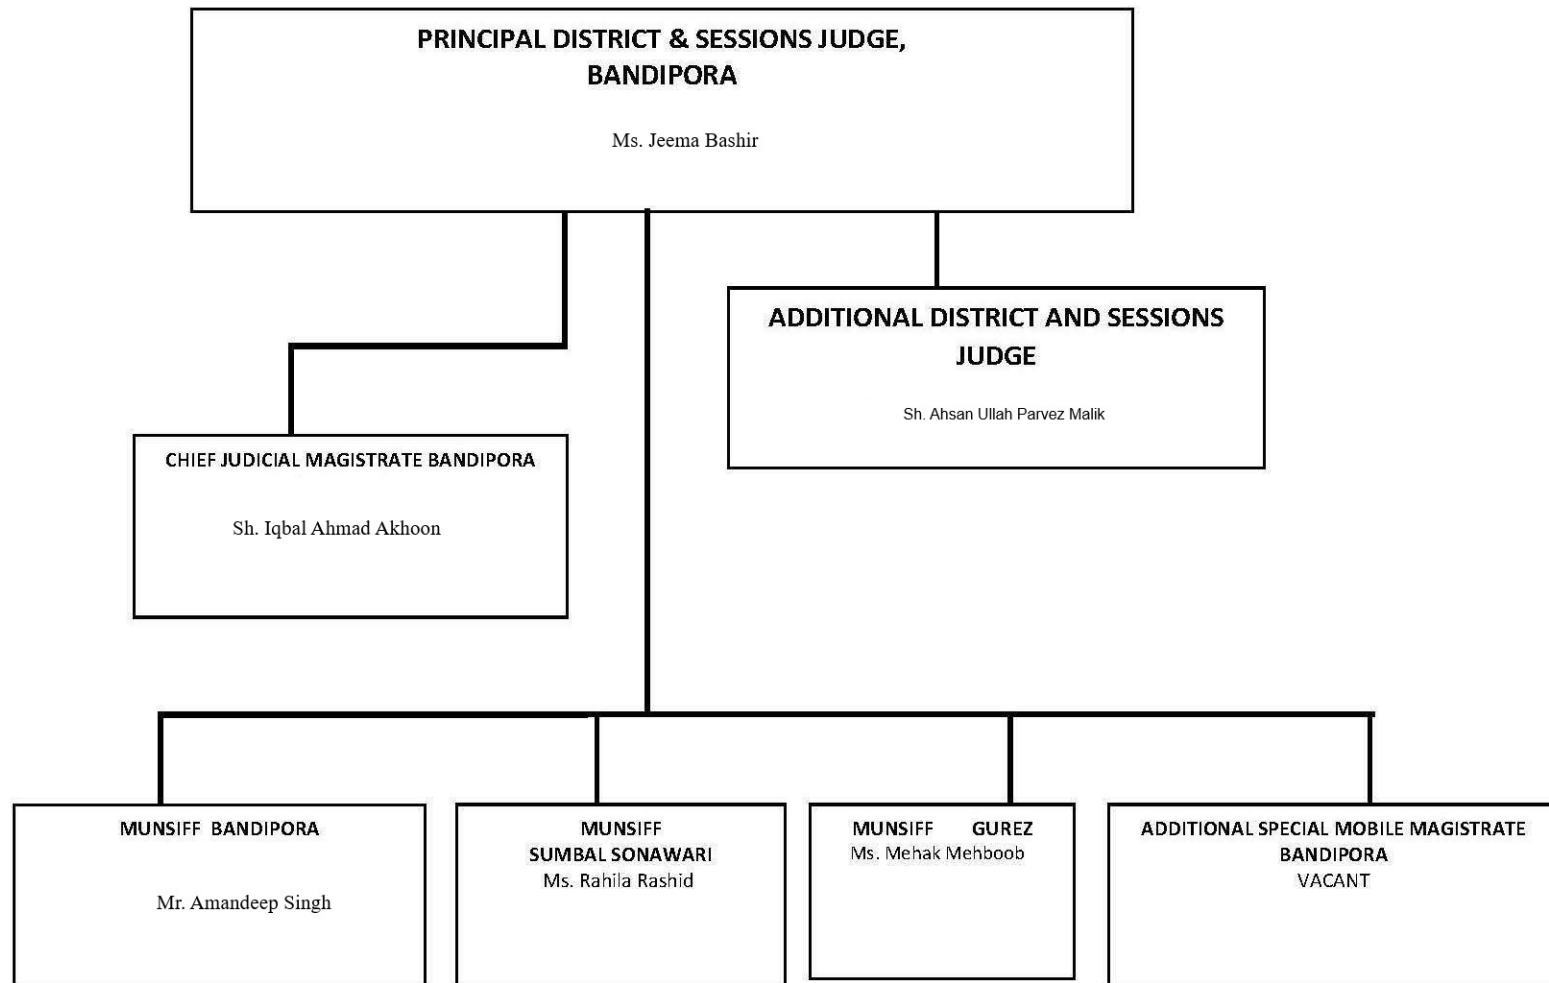 PRINCIPAL DISTRICT & SESSIONS JUDGE,
BANDIPORA
Ms. Jeema Bashir
ADDITIONAL DISTRICT AND SESSIONS
JUDGE
Sh. Ahsan Ullah Parvez Malik
CHIEF JUDICIAL MAGISTRATE BANDIPORA
Sh. Iqbal Ahmad Akhoon
MUNSIFF BANDIPORA
Mr. Amandeep Singh
MUNSIFF
SUMBAL SONAWARI
Ms. Rahila Rashid
MUNSIFF GUREZ
Ms. Mehak Mehboob
ADDITIONAL SPECIAL MOBILE MAGISTRATE
BANDIPORA
VACANT